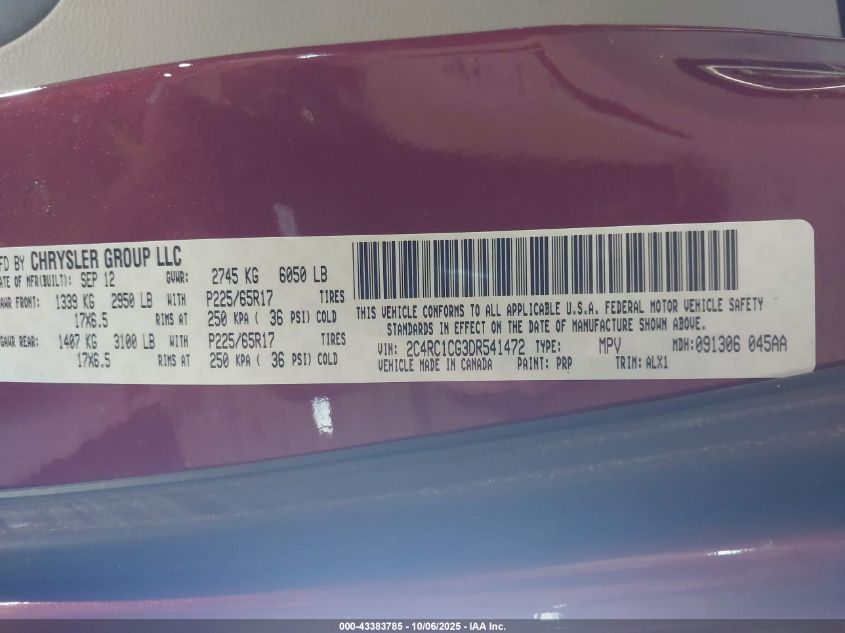 MFD BY CHRYSLER GROUP LLC
DATE OF MFR(BUILT): SEP 12 GVWR: 2745 KG 6050 LB
GAWR FRONT: 1339 KG 2950 LB WITH P225/65R17 TIRES
17X6.5 RIMS AT 250 KPA ( 36 PSI) COLD
GAWR REAR: 1407 KG 3100 LB WITH P225/65R17 TIRES
17X6.5 RIMS AT 250 KPA ( 36 PSI) COLD
THIS VEHICLE CONFORMS TO ALL APPLICABLE U.S.A. FEDERAL MOTOR VEHICLE SAFETY
STANDARDS IN EFFECT ON THE DATE OF MANUFACTURE SHOWN ABOVE.
VIN: 2C4RC1CG3DR541472 TYPE: MPV MDH:091306 045AA
VEHICLE MADE IN CANADA PAINT: PRP TRIM: ALX1
000-43383785 - 10/06/2025 - IAA Inc.